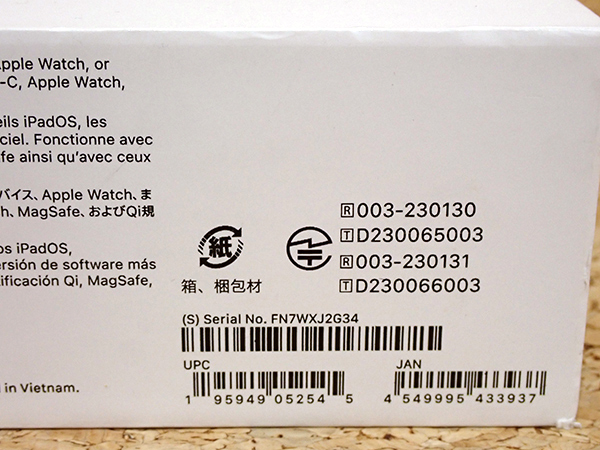 Apple Watch, or
-C, Apple Watch,
eils iPadOS, les
ciel. Fonctionne avec
fe ainsi qu'avec ceux
バイス、Apple Watch、ま
h、MagSafe、およびQi規
os iPadOS,
ersión de software más
ificación Qi, MagSafe,
in Vietnam.
紙
箱、梱包材
R 003-230130
T D230065003
R 003-230131
T D230066003
(S) Serial No. FN7WXJ2G34
UPC
1 95949 05254 5
JAN
4 549995 433937